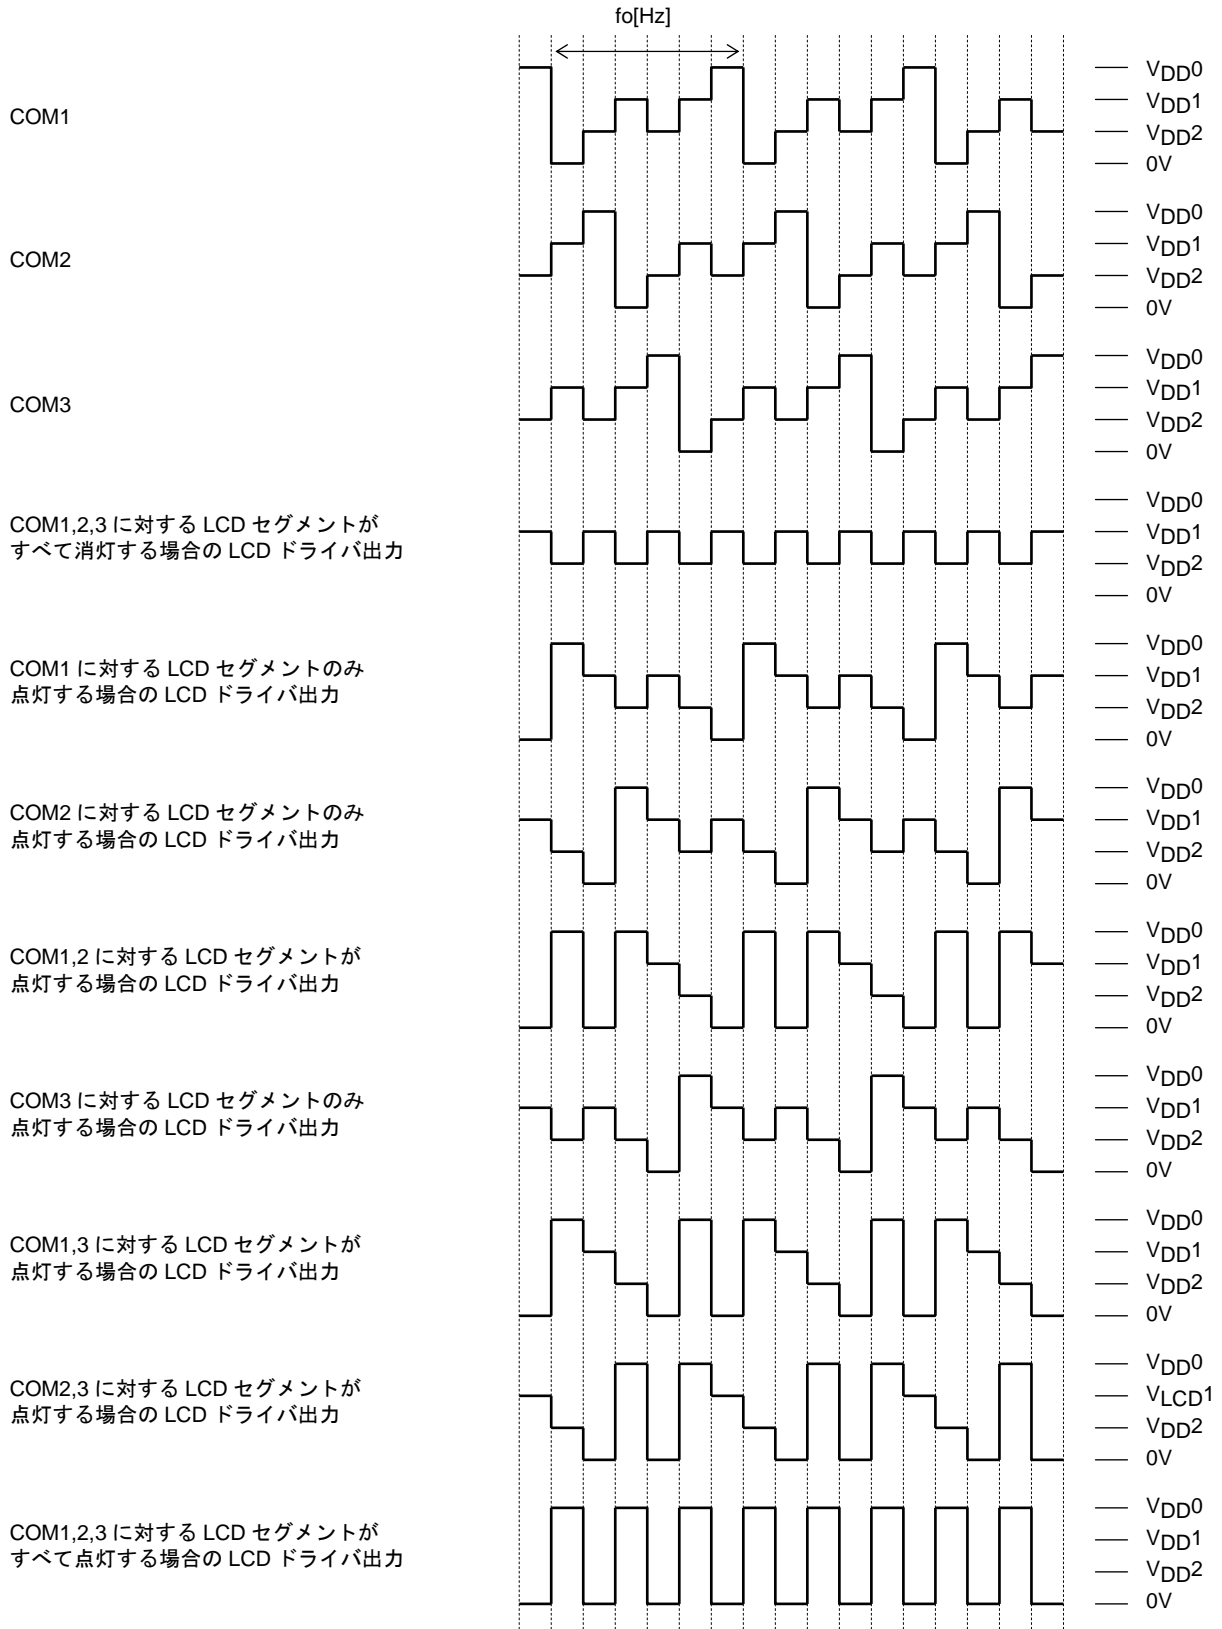 fo[Hz]
COM1
VDD0
VDD1
VDD2
0V
COM2
VDD0
VDD1
VDD2
0V
COM3
VDD0
VDD1
VDD2
0V
COM1,2,3 に対する LCD セグメントが
すべて消灯する場合の LCD ドライバ出力
VDD0
VDD1
VDD2
0V
COM1 に対する LCD セグメントのみ
点灯する場合の LCD ドライバ出力
VDD0
VDD1
VDD2
0V
COM2 に対する LCD セグメントのみ
点灯する場合の LCD ドライバ出力
VDD0
VDD1
VDD2
0V
COM1,2 に対する LCD セグメントが
点灯する場合の LCD ドライバ出力
VDD0
VDD1
VDD2
0V
COM3 に対する LCD セグメントのみ
点灯する場合の LCD ドライバ出力
VDD0
VDD1
VDD2
0V
COM1,3 に対する LCD セグメントが
点灯する場合の LCD ドライバ出力
VDD0
VDD1
VDD2
0V
COM2,3 に対する LCD セグメントが
点灯する場合の LCD ドライバ出力
VDD0
VLCD1
VDD2
0V
COM1,2,3 に対する LCD セグメントが
すべて点灯する場合の LCD ドライバ出力
VDD0
VDD1
VDD2
0V